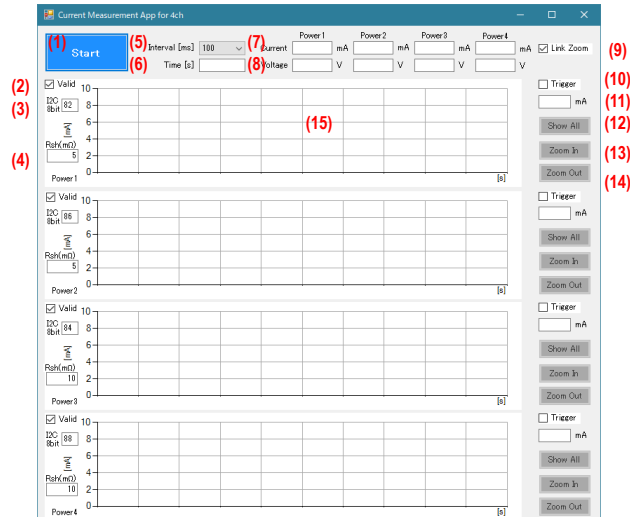 Current Measurement App for 4ch
(1) Start (5) Interval [ms] 100 (7) Current Power1 mA Power2 mA Power3 mA Power4 mA Link Zoom (9)
(6) Time [s] (8) Voltage V V V V
(2) Valid 10 Trigger (10)
(3) I2C 8bit 82 8 mA (11)
6 (15) Show All (12)
[mA] 4 Zoom In (13)
(4) Rsh(mΩ) 5 2 Zoom Out (14)
Power1 0 [s]
Valid 10 Trigger
I2C 8bit 86 8 mA
6 Show All
[mA] 4 Zoom In
Rsh(mΩ) 5 2 Zoom Out
Power2 0 [s]
Valid 10 Trigger
I2C 8bit 84 8 mA
6 Show All
[mA] 4 Zoom In
Rsh(mΩ) 10 2 Zoom Out
Power3 0 [s]
Valid 10 Trigger
I2C 8bit 88 8 mA
6 Show All
[mA] 4 Zoom In
Rsh(mΩ) 10 2 Zoom Out
Power4 0 [s]